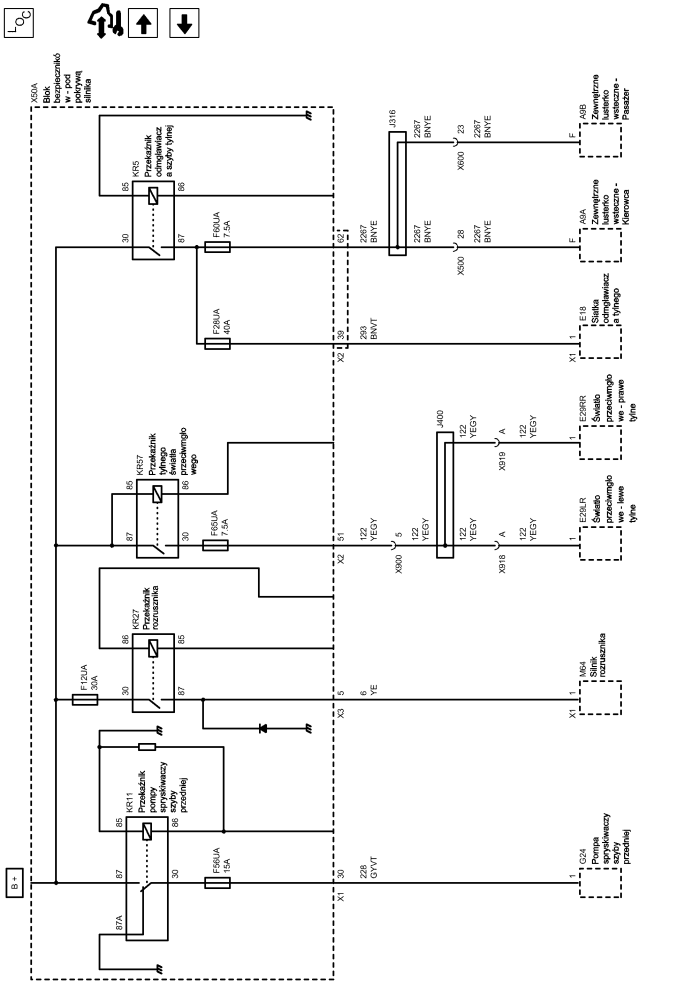 LOC
B+
X50A
Blok
bezpiecznikó
w - pod
pokrywą
silnika
87A
87
30
85
86
KR11
Przekaźnik
pompy
spryskiwaczy
szyby
przedniej
F56UA
15A
F12UA
30A
30
87
86
85
KR27
Przekaźnik
rozrusznika
87
30
85
86
KR57
Przekaźnik
tylnego
światła
przeciwmgło
wego
F65UA
7.5A
30
87
85
86
KR5
Przekaźnik
odmgławiacz
a szyby tylnej
F28UA
40A
F60UA
7.5A
X1
30
X3
5
X2
51
X2
39
62
228
GYVT
6
YE
122
YEGY
293
BNVT
2267
BNYE
X900
5
122
YEGY
J400
122
YEGY
122
YEGY
X918
A
X919
A
122
YEGY
122
YEGY
J316
2267
BNYE
X500
28
X600
23
2267
BNYE
2267
BNYE
1
G24
Pompa
spryskiwaczy
szyby
przedniej
X1
1
M64
Silnik
rozrusznika
1
E29LR
Światło
przeciwmgło
we - lewe
tylne
1
E29RR
Światło
przeciwmgło
we - prawe
tylne
X1
1
E18
Siatka
odmgławiacz
a tylnego
F
A9A
Zewnętrzne
lusterko
wsteczne -
Kierowca
F
A9B
Zewnętrzne
lusterko
wsteczne -
Pasażer